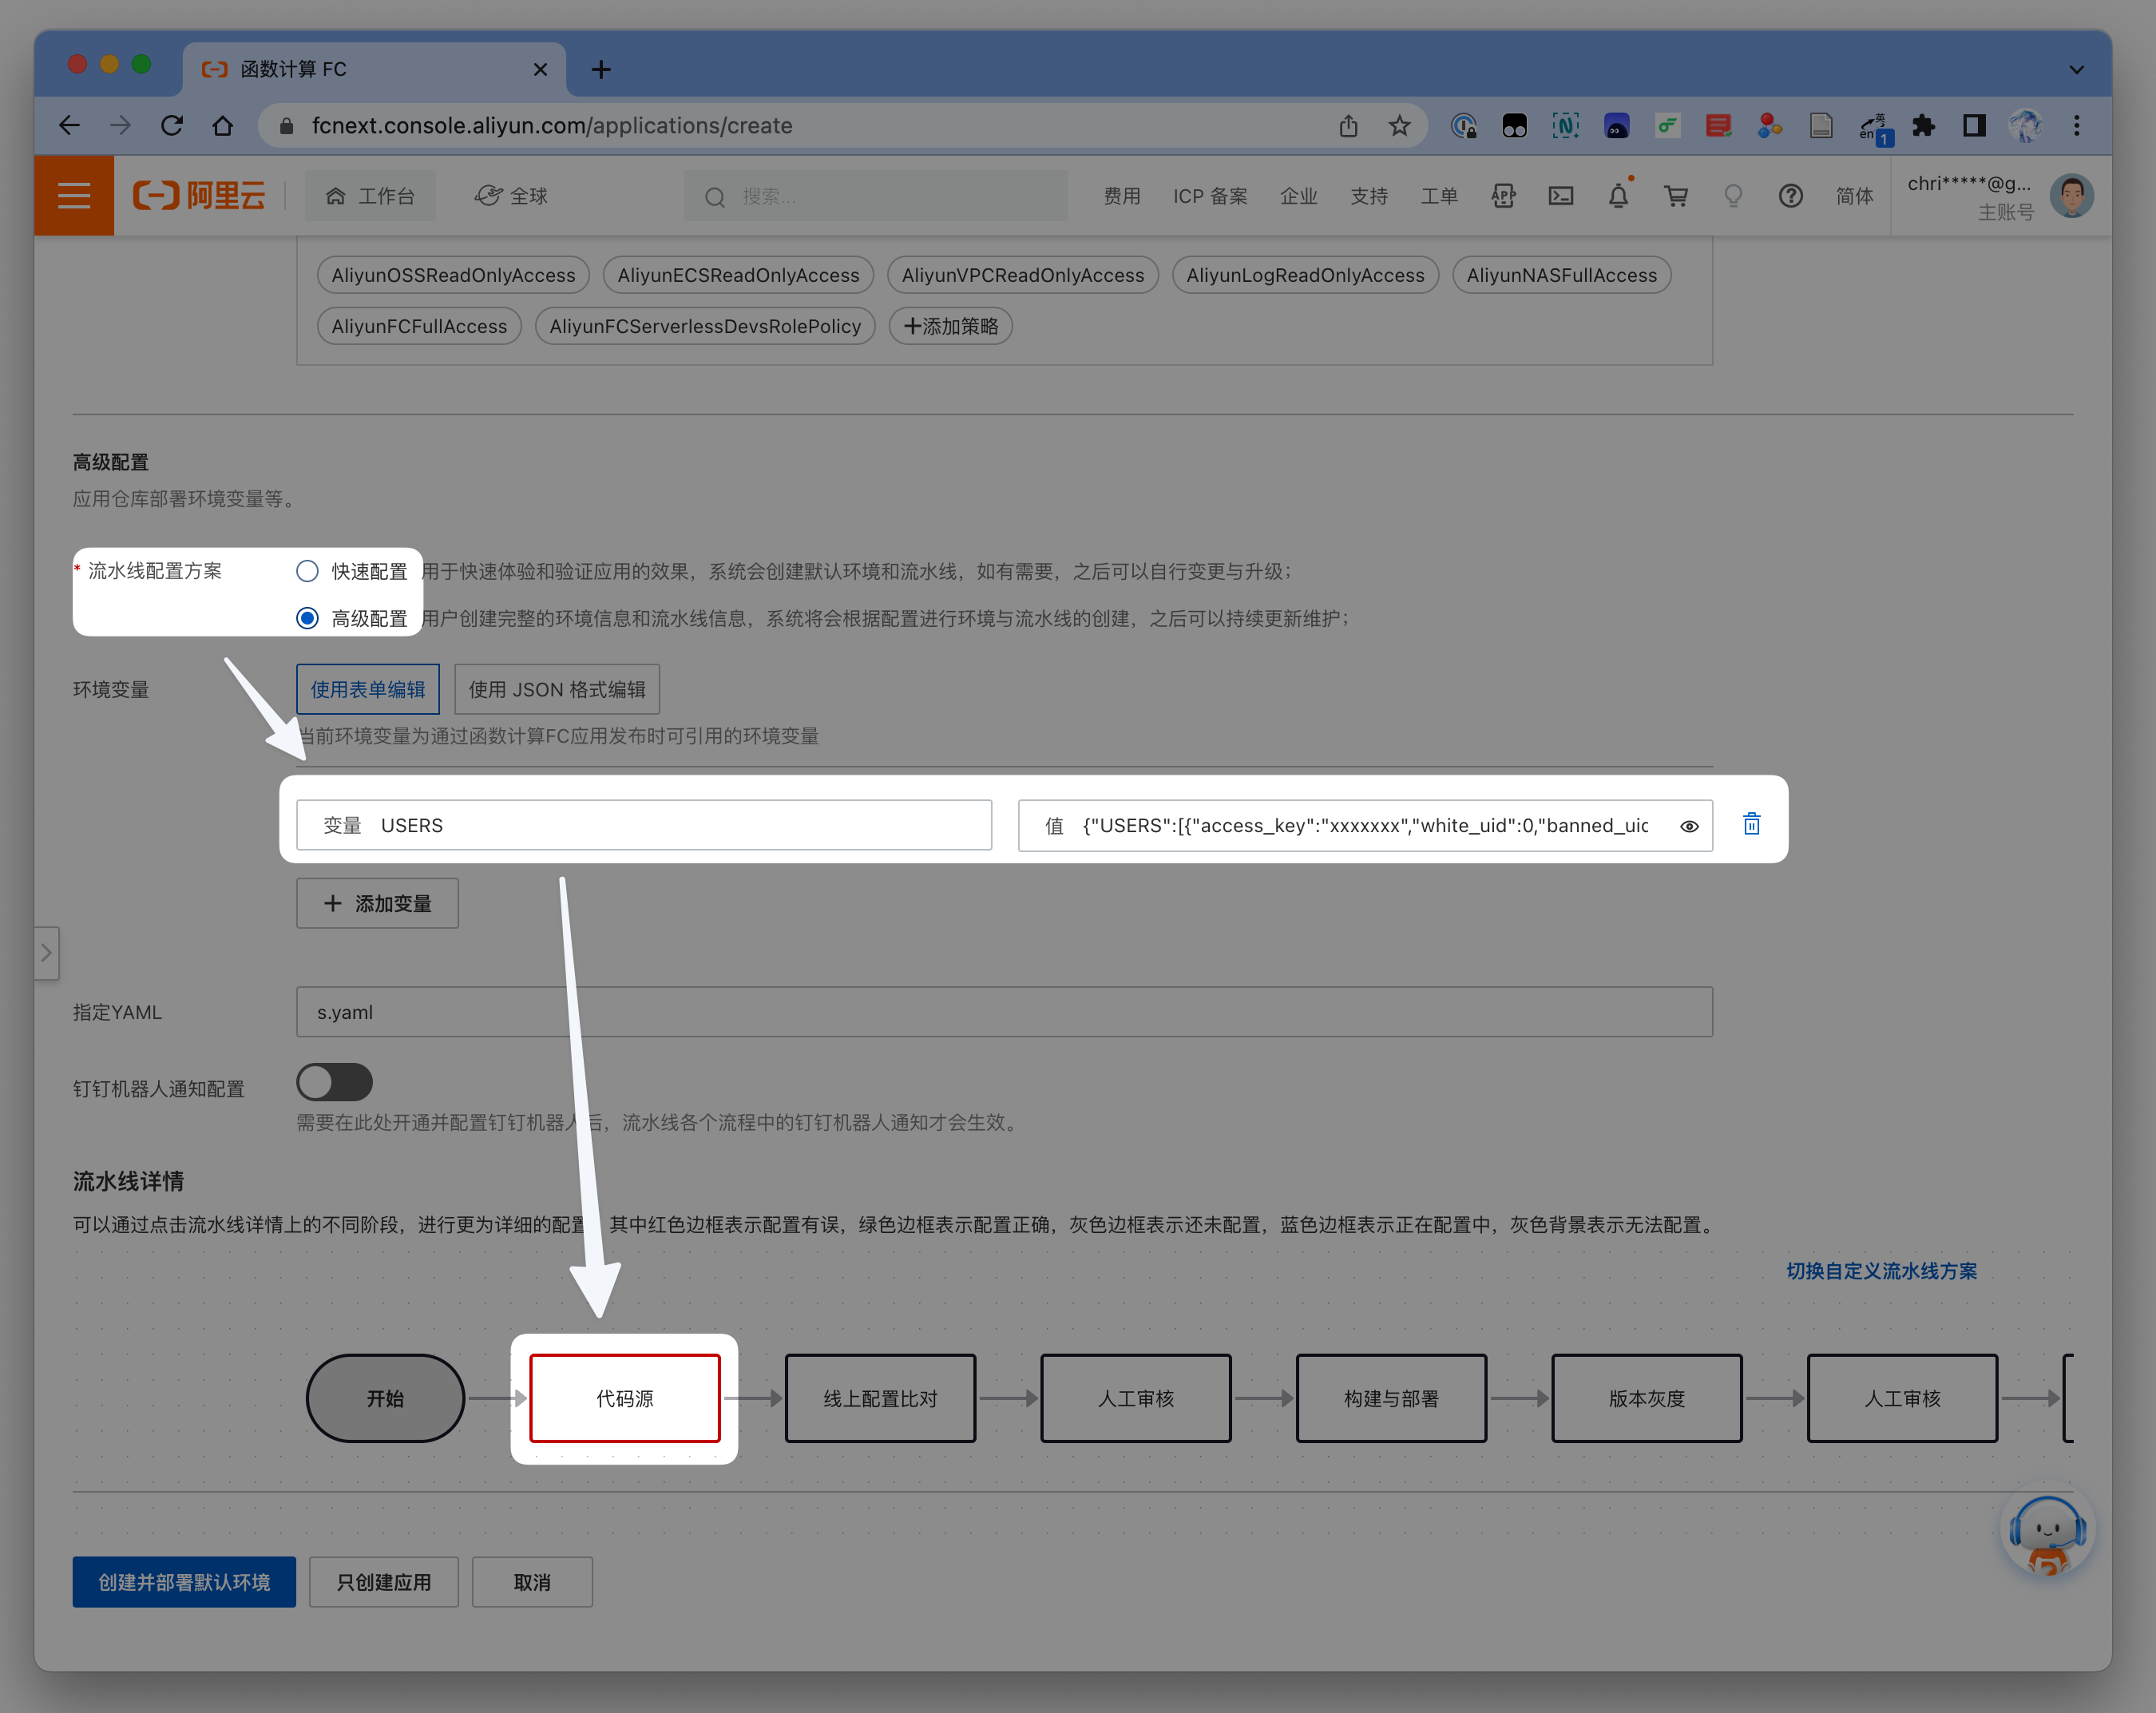 函数计算 FC
fcnext.console.aliyun.com/applications/create
英
en
1
阿里云
工作台
全球
搜索...
费用
ICP 备案
企业
支持
工单
APP
简体
chri*****@g...
主账号
AliyunOSSReadOnlyAccess
AliyunECSReadOnlyAccess
AliyunVPCReadOnlyAccess
AliyunLogReadOnlyAccess
AliyunNASFullAccess
AliyunFCFullAccess
AliyunFCServerlessDevsRolePolicy
添加策略
高级配置
应用仓库部署环境变量等。
* 流水线配置方案
快速配置 用于快速体验和验证应用的效果，系统会创建默认环境和流水线，如有需要，之后可以自行变更与升级；
高级配置 用户创建完整的环境信息和流水线信息，系统将会根据配置进行环境与流水线的创建，之后可以持续更新维护；
环境变量
使用表单编辑
使用 JSON 格式编辑
当前环境变量为通过函数计算FC应用发布时可引用的环境变量
变量 USERS
值 {"USERS":[{"access_key":"xxxxxxx","white_uid":0,"banned_uic
添加变量
指定YAML
s.yaml
钉钉机器人通知配置
需要在此处开通并配置钉钉机器人后，流水线各个流程中的钉钉机器人通知才会生效。
流水线详情
可以通过点击流水线详情上的不同阶段，进行更为详细的配置 其中红色边框表示配置有误，绿色边框表示配置正确，灰色边框表示还未配置，蓝色边框表示正在配置中，灰色背景表示无法配置。
切换自定义流水线方案
开始
代码源
线上配置比对
人工审核
构建与部署
版本灰度
人工审核
创建并部署默认环境
只创建应用
取消